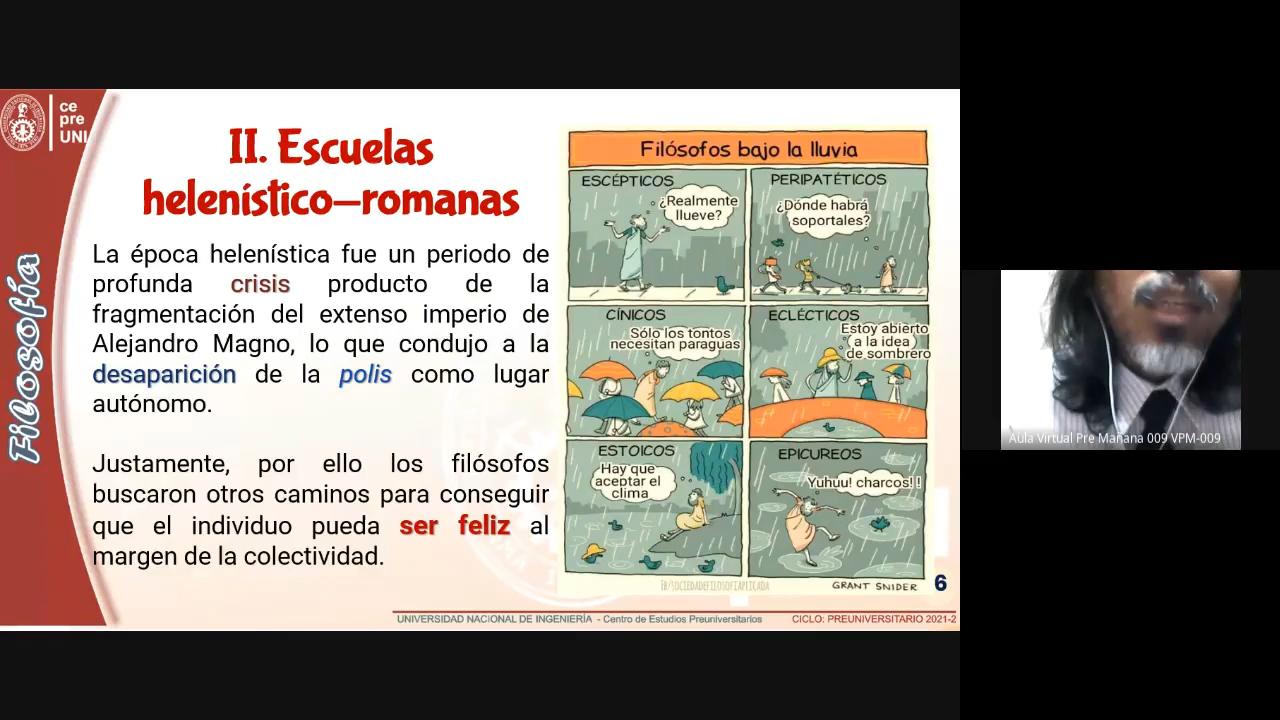 ce
pre
UNI
Filosofía
II. Escuelas
helenístico–romanas
La época helenística fue un periodo de
profunda crisis producto de la
fragmentación del extenso imperio de
Alejandro Magno, lo que condujo a la
desaparición de la polis como lugar
autónomo.
Justamente, por ello los filósofos
buscaron otros caminos para conseguir
que el individuo pueda ser feliz al
margen de la colectividad.
Filósofos bajo la lluvia
ESCÉPTICOS
¿Realmente
llueve?
PERIPATÉTICOS
¿Dónde habrá
soportales?
CÍNICOS
Sólo los tontos
necesitan paraguas
ECLÉCTICOS
Estoy abierto
a la idea
de sombrero
ESTOICOS
Hay que
aceptar el
clima
EPICUREOS
Yuhuu! charcos!!
FB/SOCIEDADEFILOSOFIAPLICADA
GRANT SNIDER
6
UNIVERSIDAD NACIONAL DE INGENIERÍA - Centro de Estudios Preuniversitarios
CICLO: PREUNIVERSITARIO 2021-2
Aula Virtual Pre Mañana 009 VPM-009